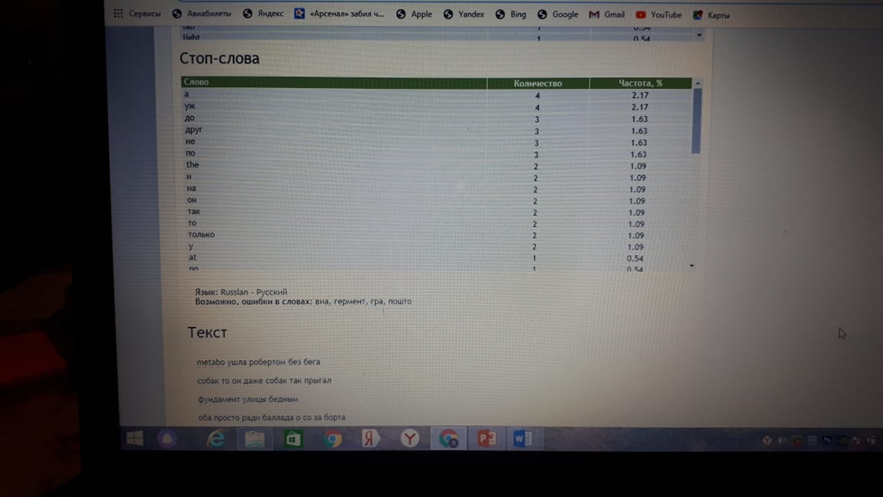 Сервисы Авиабилеты Яндекс «Арсенал» забил ч... Apple Yandex Bing Google Gmail YouTube Карты
light 1 0.54
Стоп-слова
Слово Количество Частота, %
а 4 2.17
уж 4 2.17
до 3 1.63
друг 3 1.63
не 3 1.63
по 3 1.63
the 2 1.09
и 2 1.09
на 2 1.09
он 2 1.09
так 2 1.09
то 2 1.09
только 2 1.09
у 2 1.09
at 1 0.54
1 0.54
Язык: Russian - Русский
Возможно, ошибки в словах: виа, гермент, гра, пошто
Текст
metabo ушла робертом без бега
собак то он даже собак так прыгал
фундамент улицы бедным
оба просто ради баллада о со за борта